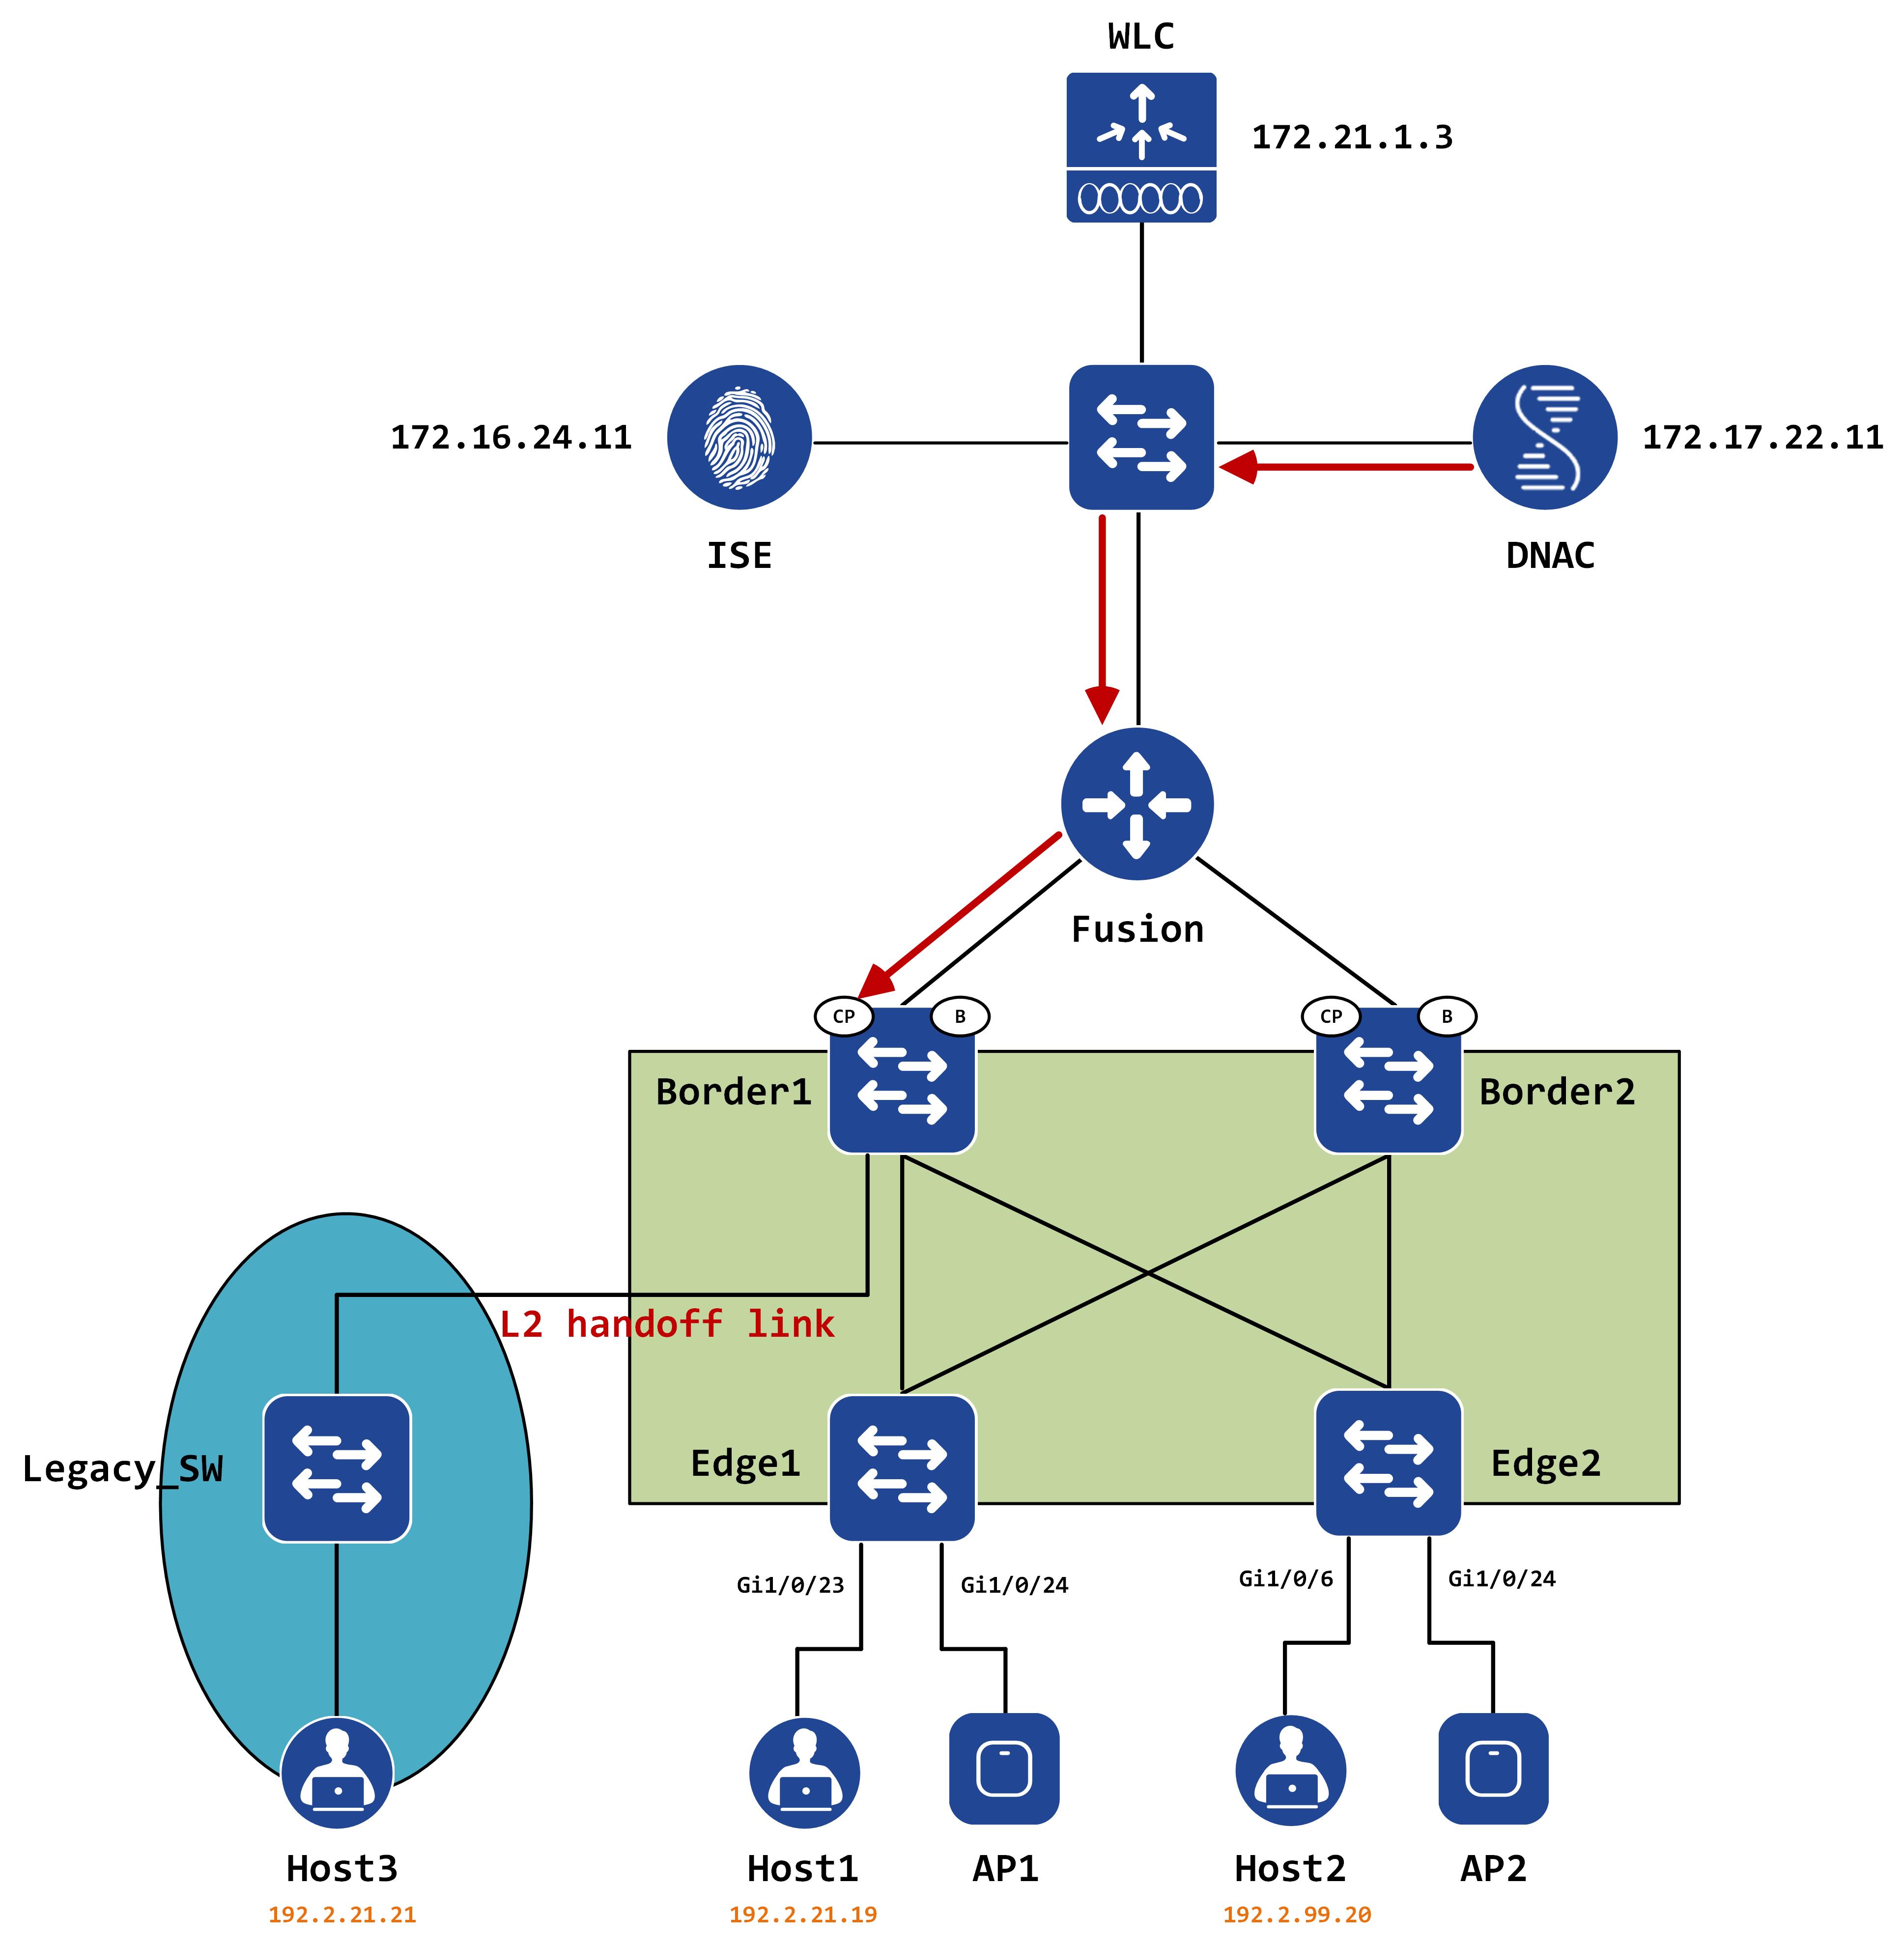 WLC
172.21.1.3
172.16.24.11
172.17.22.11
ISE
DNAC
Fusion
CP
B
CP
B
Border1
Border2
L2 handoff link
Legacy_SW
Edge1
Edge2
Gi1/0/23
Gi1/0/24
Gi1/0/6
Gi1/0/24
Host3
Host1
AP1
Host2
AP2
192.2.21.21
192.2.21.19
192.2.99.20